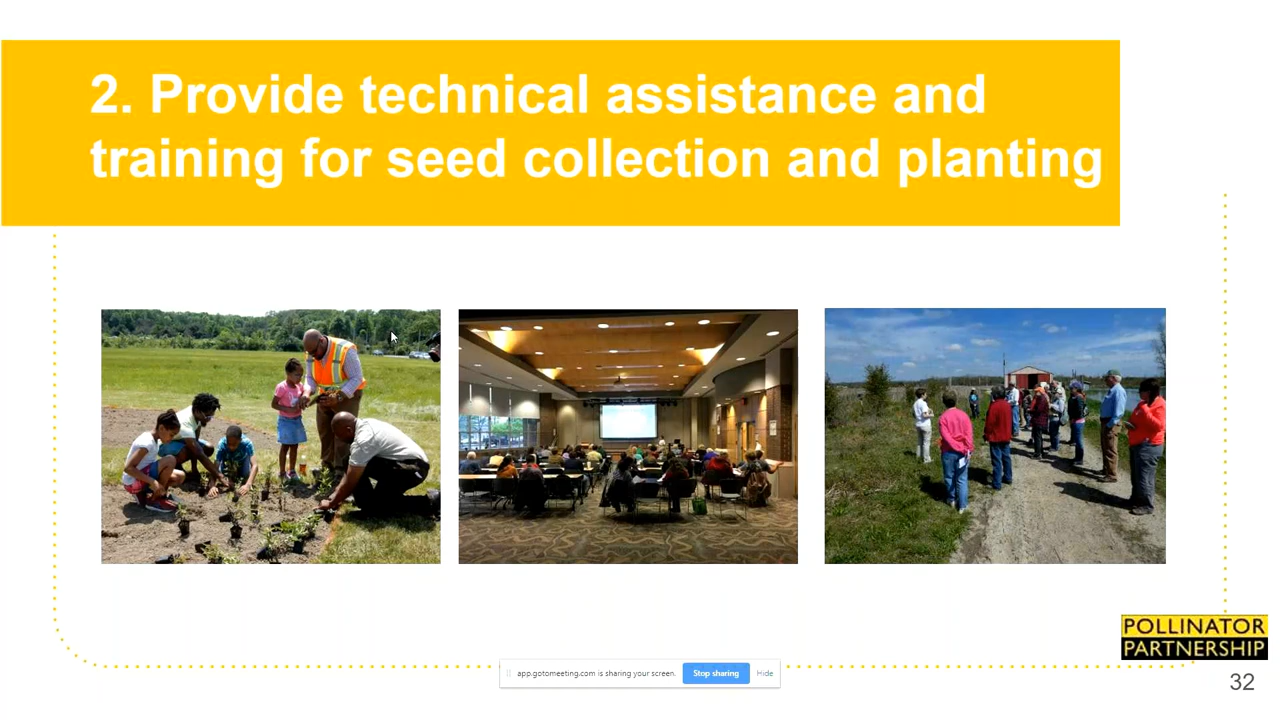 2. Provide technical assistance and
training for seed collection and planting
POLLINATOR
PARTNERSHIP
app.gotomeeting.com is sharing your screen.
Stop sharing
Hide
32